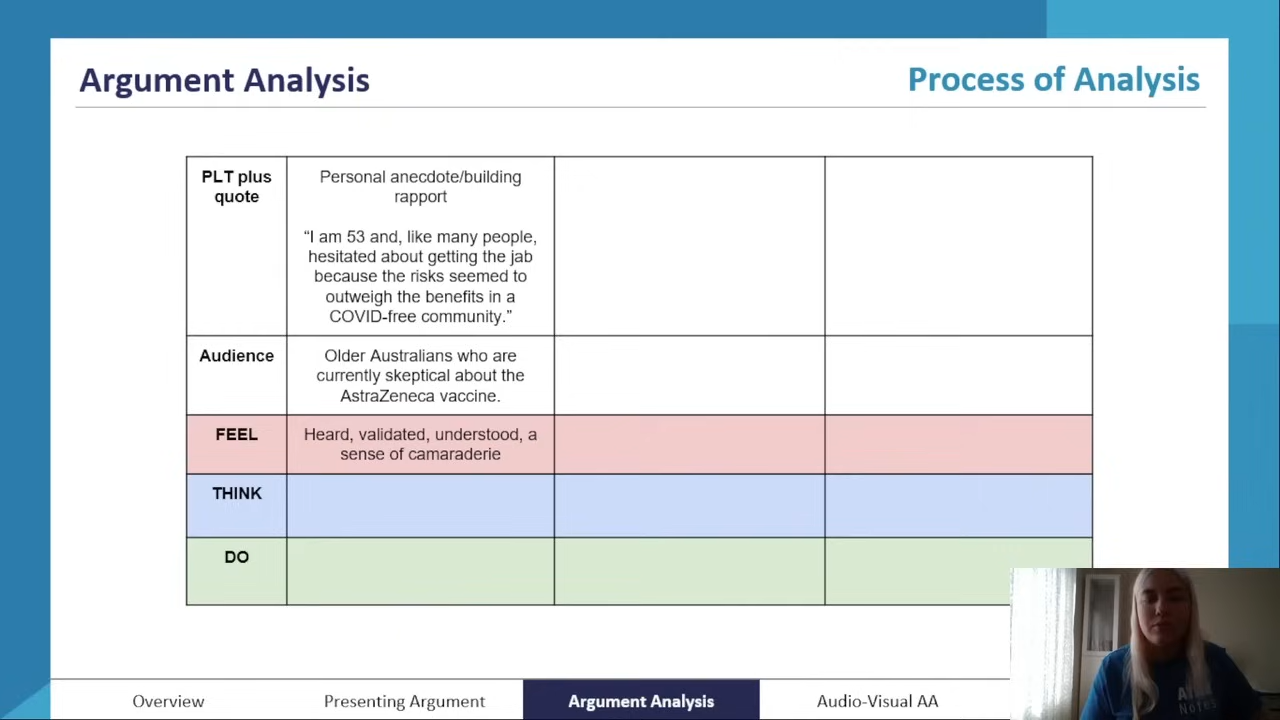 Argument Analysis
Process of Analysis
PLT plus
quote
Personal anecdote/building
rapport
“I am 53 and, like many people,
hesitated about getting the jab
because the risks seemed to
outweigh the benefits in a
COVID-free community.”
Audience
Older Australians who are
currently skeptical about the
AstraZeneca vaccine.
FEEL
Heard, validated, understood, a
sense of camaraderie
THINK
DO
Overview
Presenting Argument
Argument Analysis
Audio-Visual AA
Notes